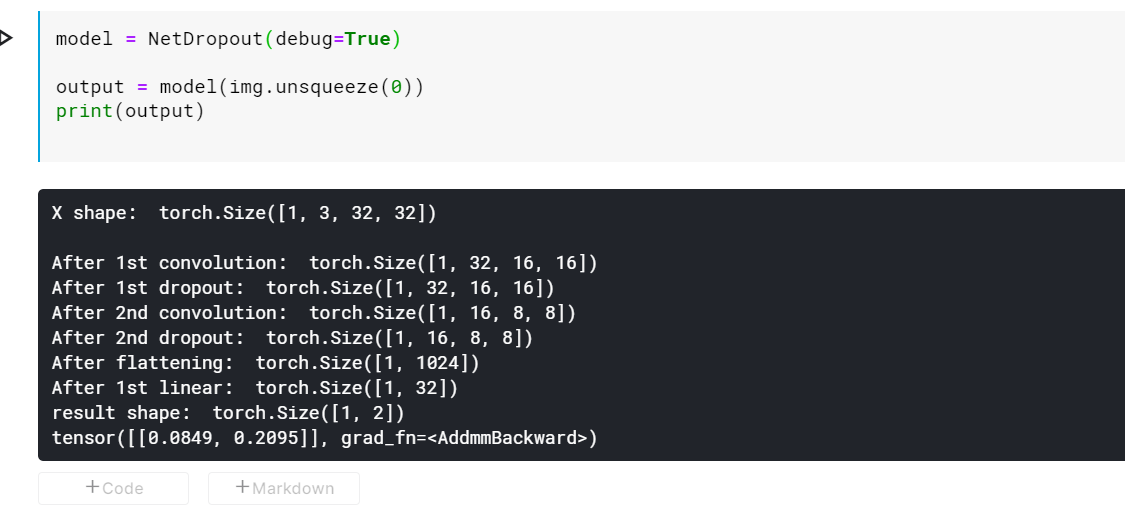 model = NetDropout(debug=True)
output = model(img.unsqueeze(0))
print(output)
X shape:  torch.Size([1, 3, 32, 32])
After 1st convolution:  torch.Size([1, 32, 16, 16])
After 1st dropout:  torch.Size([1, 32, 16, 16])
After 2nd convolution:  torch.Size([1, 16, 8, 8])
After 2nd dropout:  torch.Size([1, 16, 8, 8])
After flattening:  torch.Size([1, 1024])
After 1st linear:  torch.Size([1, 32])
result shape:  torch.Size([1, 2])
tensor([[0.0849, 0.2095]], grad_fn=<AddmmBackward>)
+ Code
+ Markdown